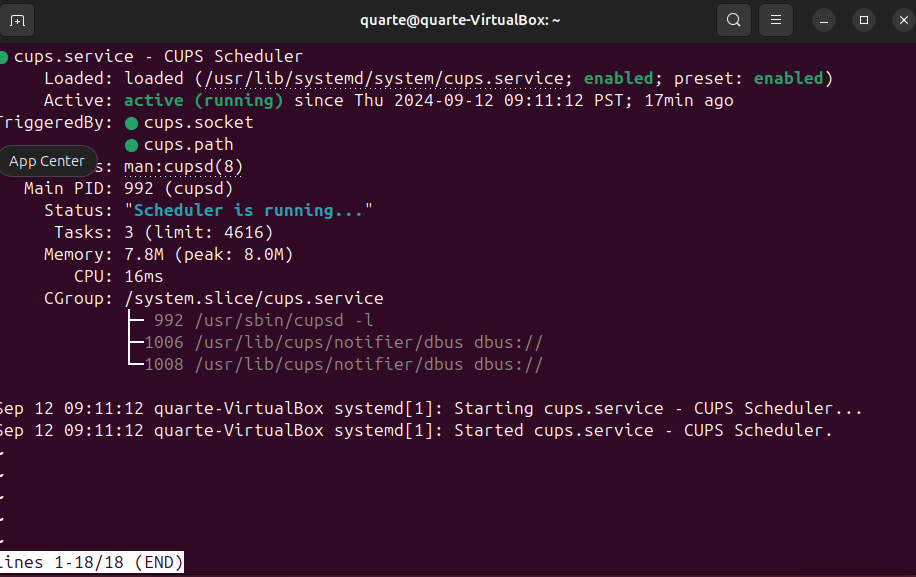 quarte@quarte-VirtualBox: ~
cups.service - CUPS Scheduler
Loaded: loaded (/usr/lib/systemd/system/cups.service; enabled; preset: enabled)
Active: active (running) since Thu 2024-09-12 09:11:12 PST; 17min ago
TriggeredBy: ● cups.socket
● cups.path
App Center s: man:cupsd(8)
Main PID: 992 (cupsd)
Status: "Scheduler is running..."
Tasks: 3 (limit: 4616)
Memory: 7.8M (peak: 8.0M)
CPU: 16ms
CGroup: /system.slice/cups.service
├─ 992 /usr/sbin/cupsd -l
├─1006 /usr/lib/cups/notifier/dbus dbus://
└─1008 /usr/lib/cups/notifier/dbus dbus://
Sep 12 09:11:12 quarte-VirtualBox systemd[1]: Starting cups.service - CUPS Scheduler...
Sep 12 09:11:12 quarte-VirtualBox systemd[1]: Started cups.service - CUPS Scheduler.
~
~
~
~
~
lines 1-18/18 (END)